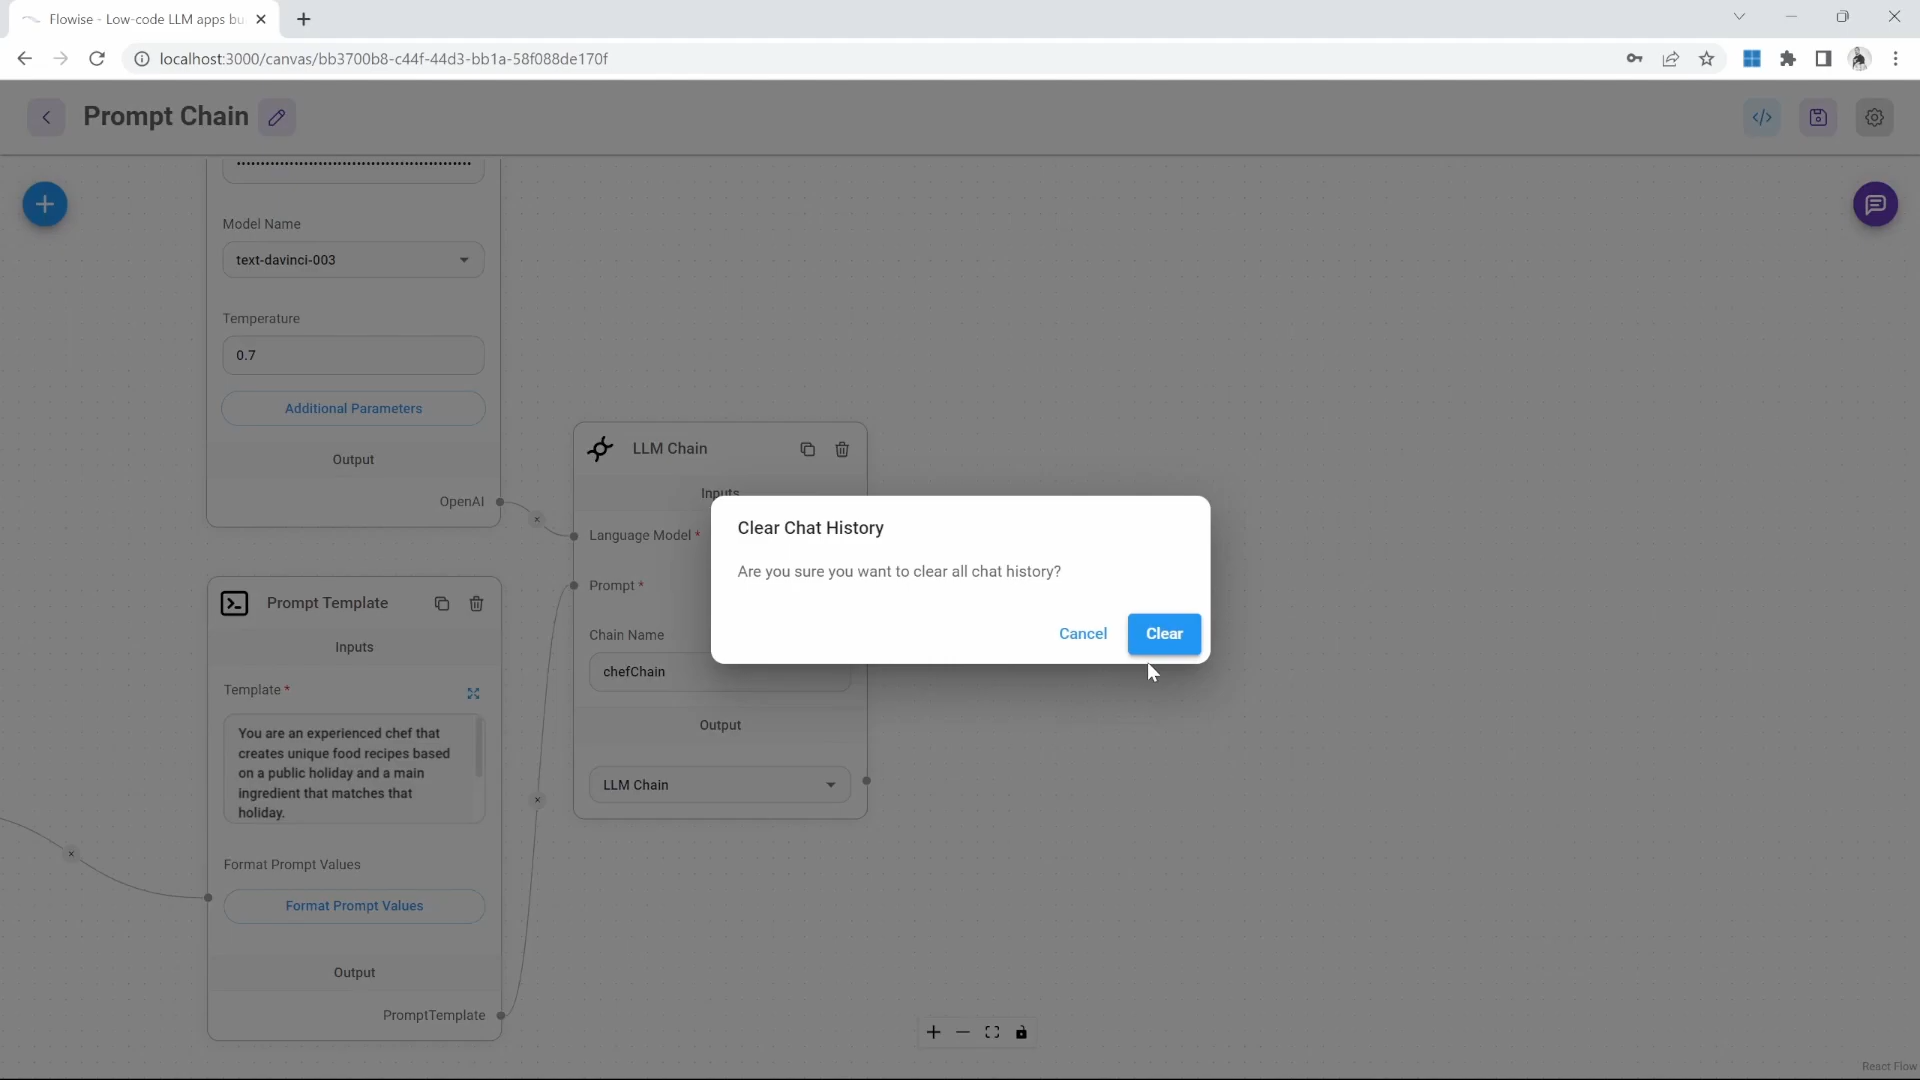 Flowise - Low-code LLM apps bu
localhost:3000/canvas/bb3700b8-c44f-44d3-bb1a-58f088de170f
Prompt Chain
Model Name
text-davinci-003
Temperature
0.7
Additional Parameters
Output
OpenAI
Prompt Template
Inputs
Template *
You are an experienced chef that
creates unique food recipes based
on a public holiday and a main
ingredient that matches that
holiday.
Format Prompt Values
Format Prompt Values
Output
PromptTemplate
LLM Chain
Inputs
Language Model *
Prompt *
Chain Name
chefChain
Output
LLM Chain
Clear Chat History
Are you sure you want to clear all chat history?
Cancel
Clear
React Flow